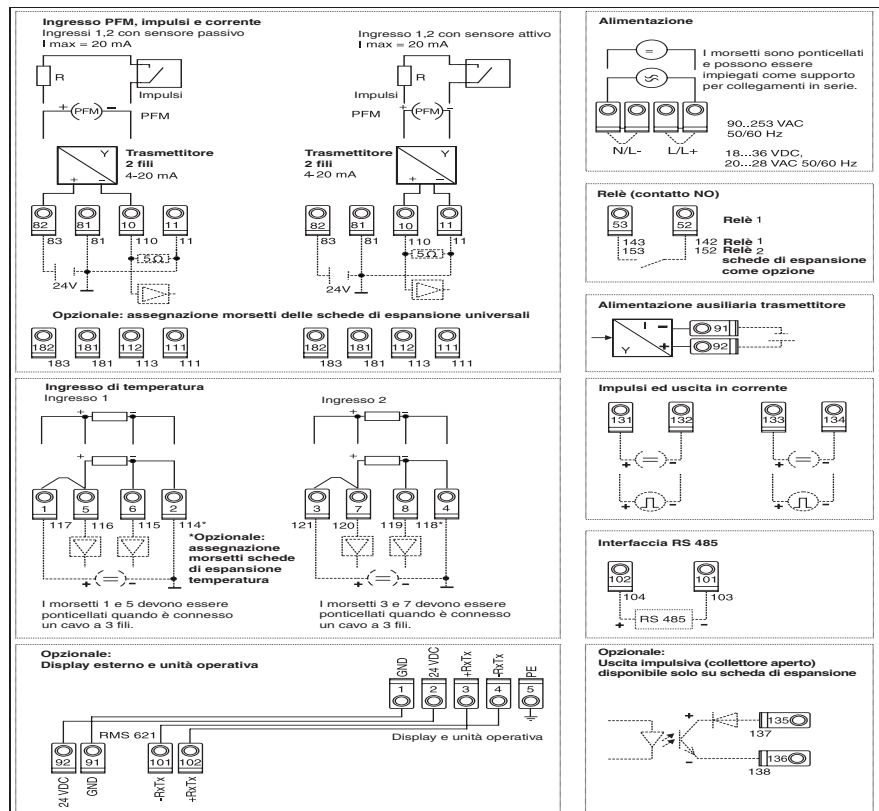 Ingresso PFM, impulsi e corrente
Ingressi 1,2 con sensore passivo
I max = 20 mA
R
Impulsi
+ PFM -
PFM
Y
+ -
Trasmettitore
2 fili
4-20 mA
82 81 10 11
83 81 110 11
5Ω
24V
Ingresso 1,2 con sensore attivo
I max = 20 mA
R
Impulsi
+ PFM -
PFM
Y
+ -
Trasmettitore
2 fili
4-20 mA
82 81 10 11
83 81 110 11
5Ω
24V
Opzionale: assegnazione morsetti delle schede di espansione universali
182 181 112 111
183 181 113 111
182 181 112 111
183 181 113 111
Alimentazione
=
I morsetti sono ponticellati
e possono essere
impiegati come supporto
per collegamenti in serie.
N/L- L/L+
90..253 VAC
50/60 Hz
18...36 VDC,
20...28 VAC 50/60 Hz
Relè (contatto NO)
53 52
Relè 1
143 142 Relè 1
153 152 Relè 2
schede di espansione
come opzione
Alimentazione ausiliaria trasmettitore
I - 91
Y + 92
Ingresso di temperatura
Ingresso 1
+ -
+ -
1 5 6 2
117 116 115 114*
*Opzionale:
assegnazione
morsetti schede
di espansione
temperatura
+ = -
I morsetti 1 e 5 devono essere
ponticellati quando è connesso
un cavo a 3 fili.
Ingresso 2
+ -
+ -
3 7 8 4
121 120 119 118*
+ = -
I morsetti 3 e 7 devono essere
ponticellati quando è connesso
un cavo a 3 fili.
Impulsi ed uscita in corrente
131 132 133 134
+ = - + = -
Interfaccia RS 485
102 101
104 103
+ RS 485 -
Opzionale:
Display esterno e unità operativa
GND 24 VDC +RxTx -RxTx PE
1 2 3 4 5
RMS 621
Display e unità operativa
92 91 101 102
24 VDC GND -RxTx +RxTx
Opzionale:
Uscita impulsiva (collettore aperto)
disponibile solo su scheda di espansione
+ 135
137
- 136
138